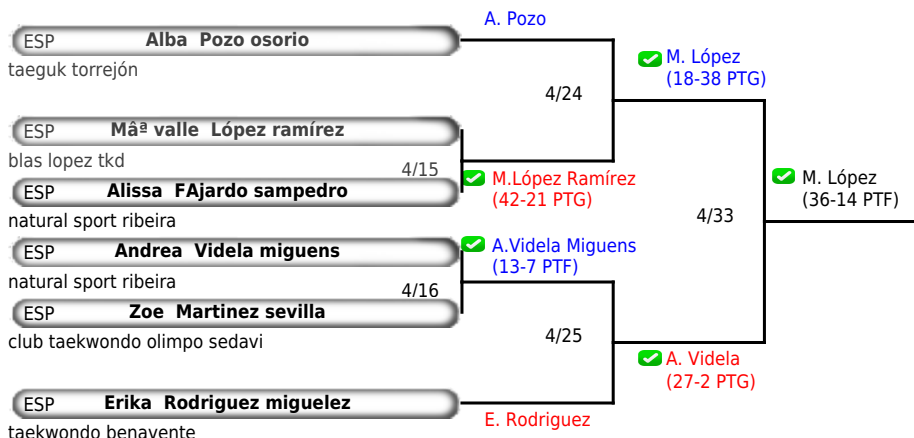 A. Pozo
ESP Alba Pozo osorio
taeguk torrejón
M. López
(18-38 PTG)
4/24
ESP Mâª valle López ramírez
blas lopez tkd
4/15
ESP Alissa FAjardo sampedro
natural sport ribeira
M.López Ramírez
(42-21 PTG)
M. López
(36-14 PTF)
4/33
ESP Andrea Videla miguens
natural sport ribeira
A.Videla Miguens
(13-7 PTF)
4/16
ESP Zoe Martinez sevilla
club taekwondo olimpo sedavi
4/25
A. Videla
(27-2 PTG)
ESP Erika Rodriguez miguelez
taekwondo benavente
E. Rodriguez